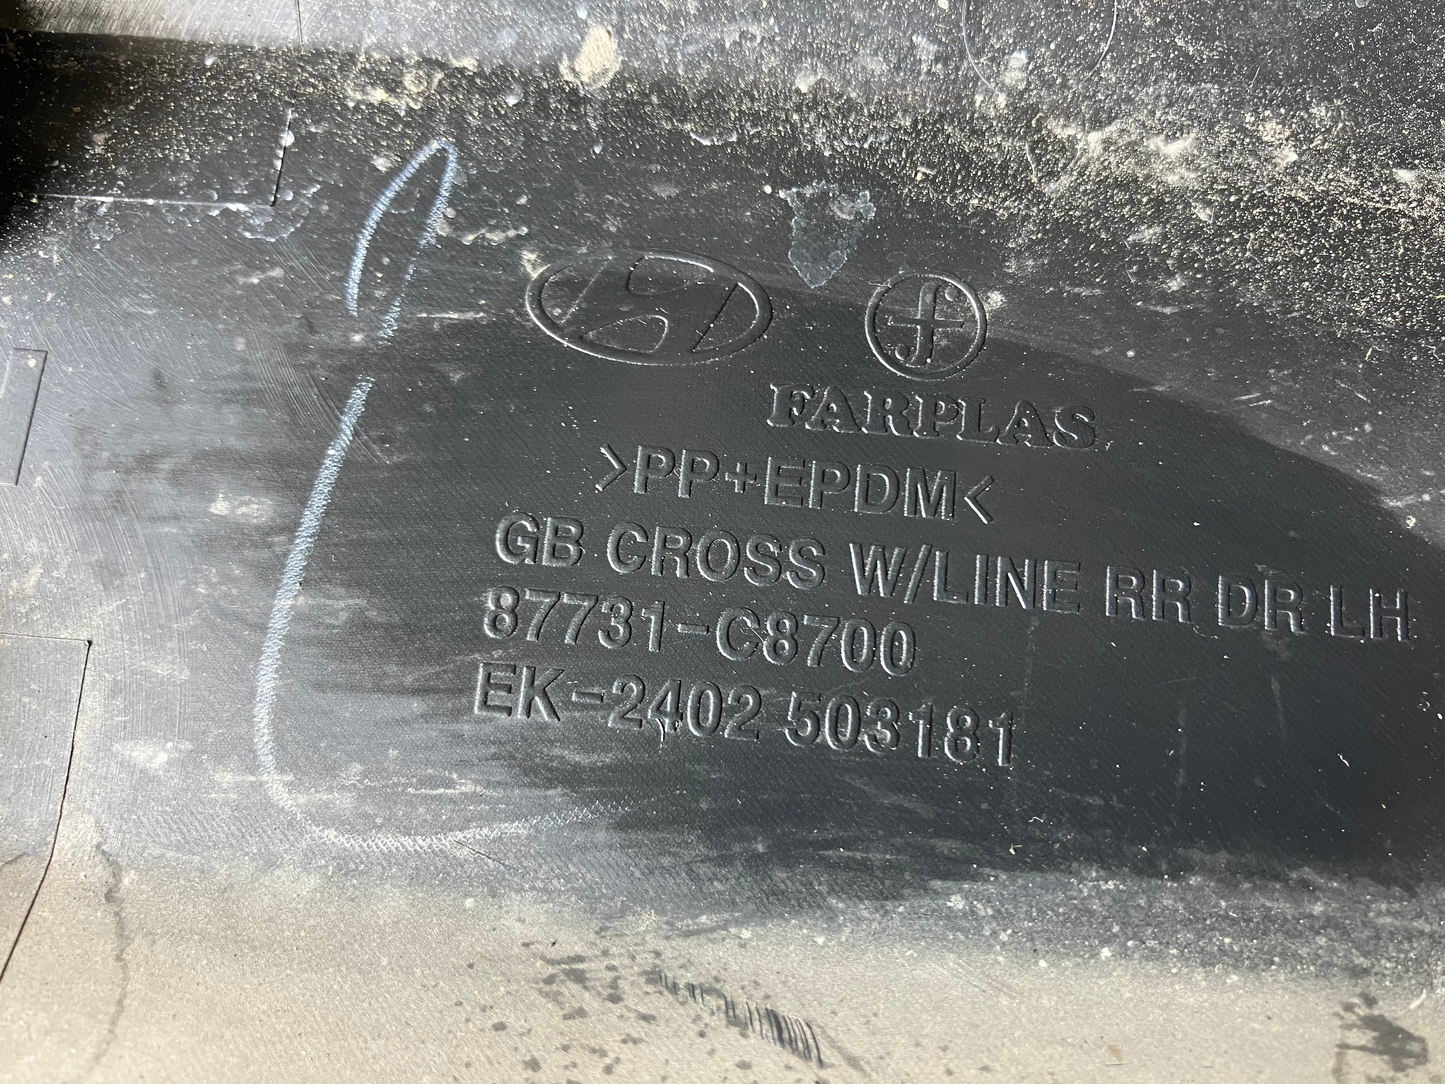 FARPLAS
>PP+EPDM<
GB CROSS W/LINE RR DR LH
87731-C8700
EK-2402 503181